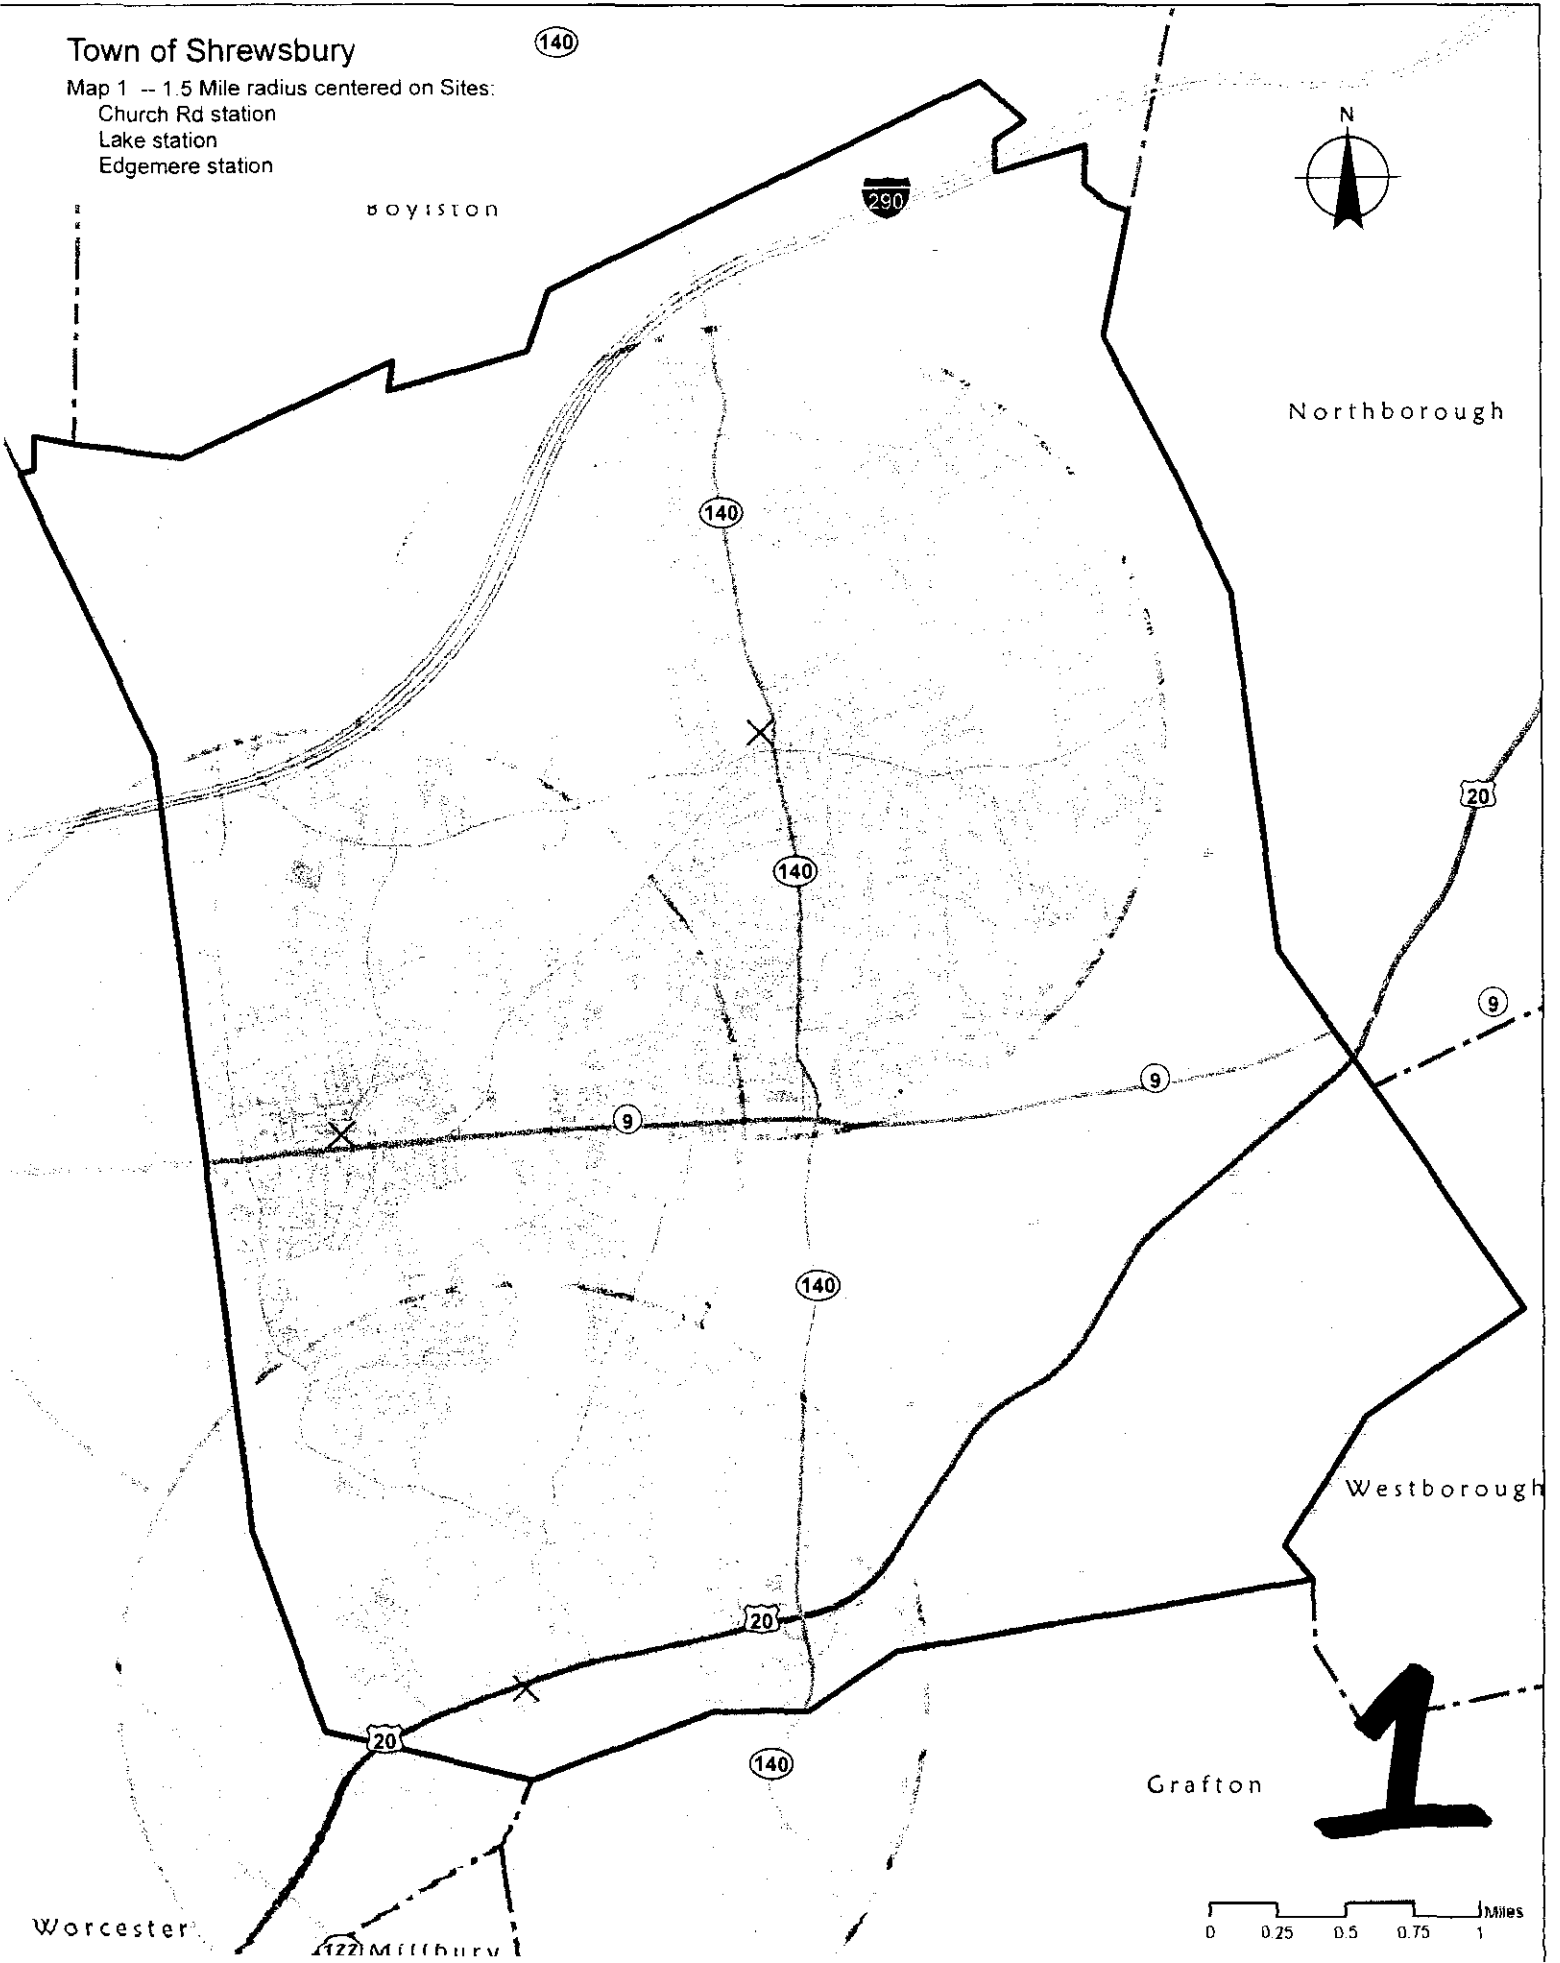 Town of Shrewsbury
140
Map 1 -- 1.5 Mile radius centered on Sites:
Church Rd station
Lake station
Edgemere station
N
Boylston
290
Northborough
140
20
140
9
9
9
140
Westborough
20
20
140
Grafton
1
Worcester
122
Millbury
Miles
0 0.25 0.5 0.75 1